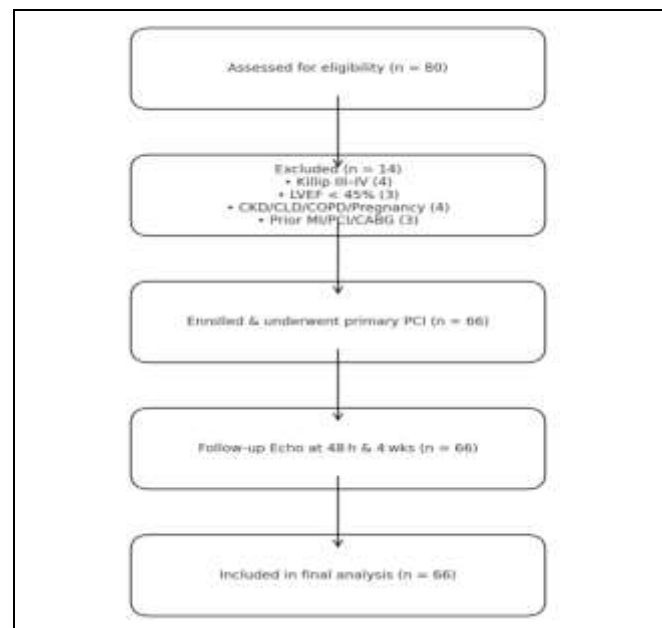 Assessed for eligibility (n = 80)
Excluded (n = 14)
• Killip III–IV (4)
• LVEF < 45% (3)
• CKD/CLD/COPD/Pregnancy (4)
• Prior MI/PCI/CABG (3)
Enrolled & underwent primary PCI (n = 66)
Follow-up Echo at 48 h & 4 wks (n = 66)
Included in final analysis (n = 66)